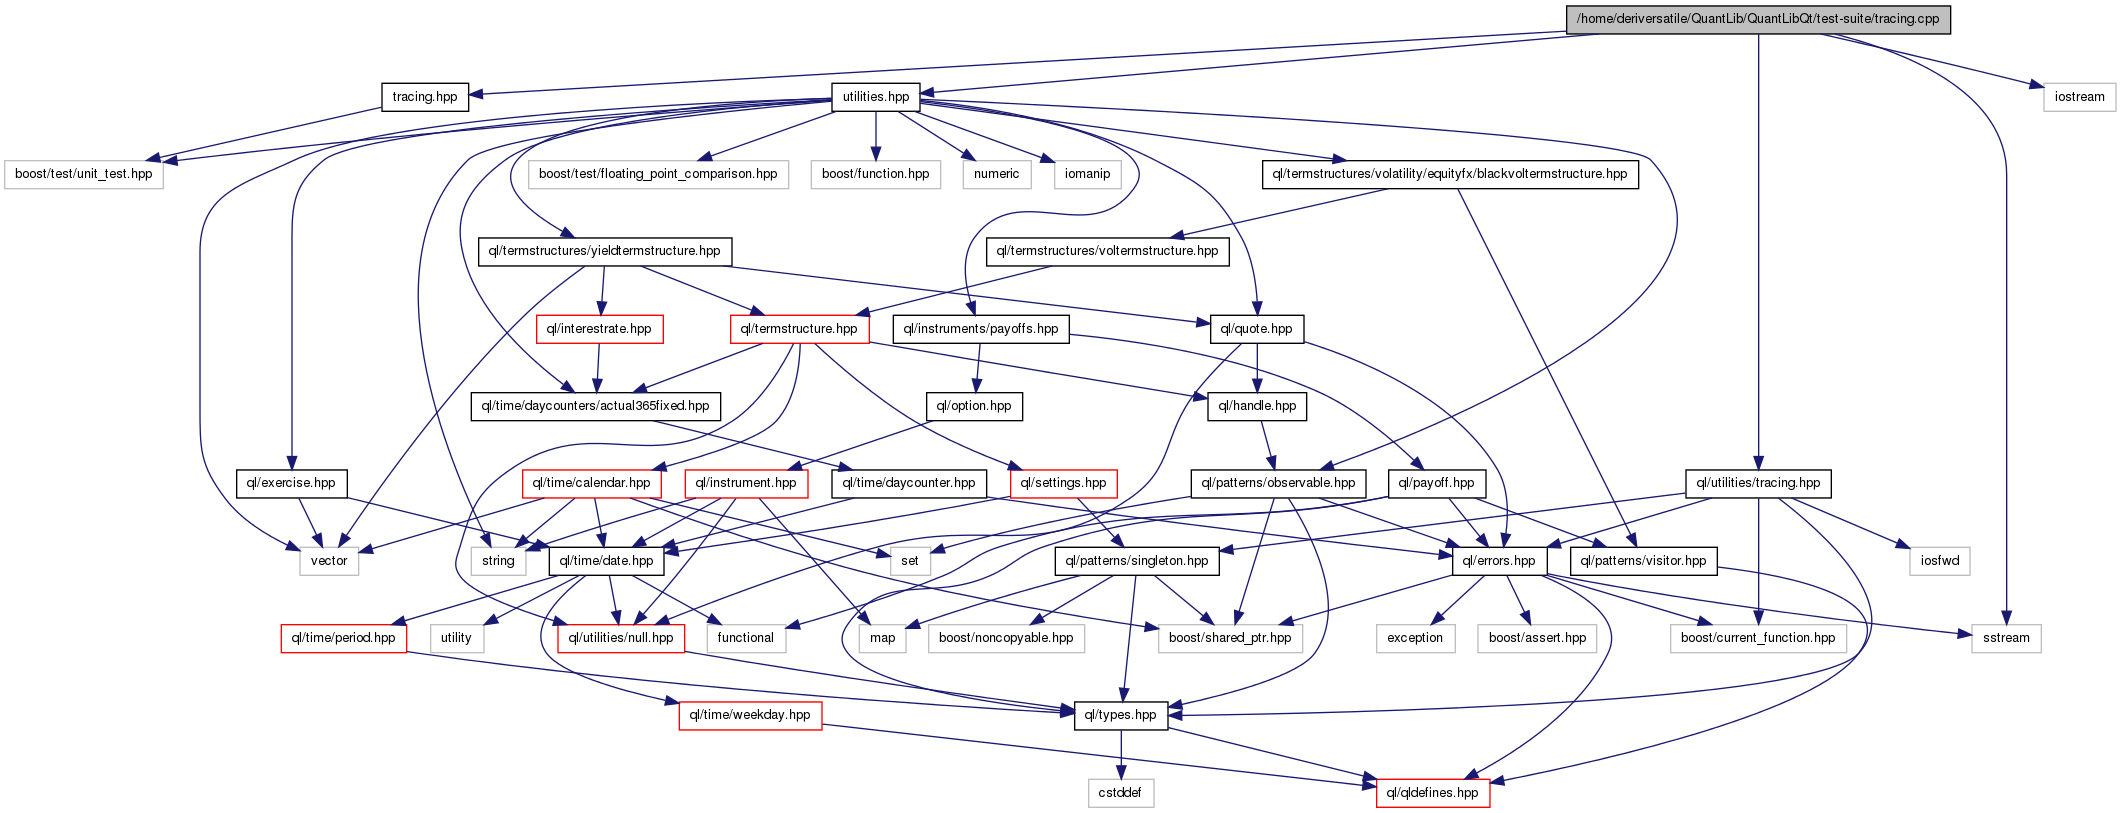 /home/deriversatile/QuantLib/QuantLibQt/test-suite/tracing.cpp
tracing.hpp
utilities.hpp
iostream
boost/test/unit_test.hpp
boost/test/floating_point_comparison.hpp
boost/function.hpp
numeric
iomanip
ql/termstructures/volatility/equityfx/blackvoltermstructure.hpp
ql/termstructures/yieldtermstructure.hpp
ql/termstructures/voltermstructure.hpp
ql/interestrate.hpp
ql/termstructure.hpp
ql/instruments/payoffs.hpp
ql/quote.hpp
ql/time/daycounters/actual365fixed.hpp
ql/option.hpp
ql/handle.hpp
ql/exercise.hpp
ql/time/calendar.hpp
ql/instrument.hpp
ql/time/daycounter.hpp
ql/settings.hpp
ql/patterns/observable.hpp
ql/payoff.hpp
ql/utilities/tracing.hpp
vector
string
ql/time/date.hpp
set
ql/patterns/singleton.hpp
ql/errors.hpp
ql/patterns/visitor.hpp
iosfwd
ql/time/period.hpp
utility
ql/utilities/null.hpp
functional
map
boost/noncopyable.hpp
boost/shared_ptr.hpp
exception
boost/assert.hpp
boost/current_function.hpp
sstream
ql/time/weekday.hpp
ql/types.hpp
cstddef
ql/qldefines.hpp